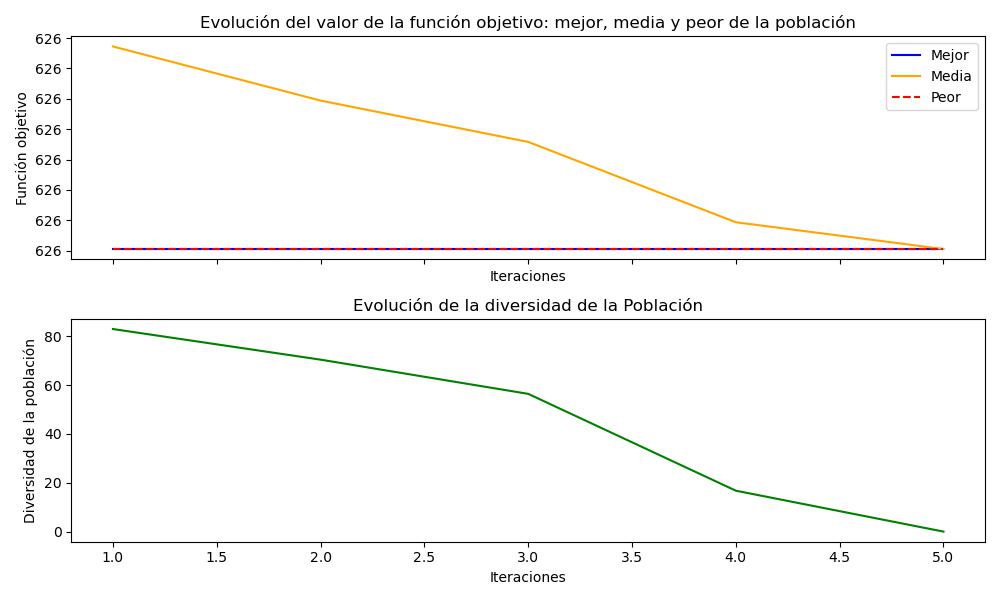 Evolución del valor de la función objetivo: mejor, media y peor de la población
Función objetivo
626
626
626
626
626
626
626
626
Mejor
Media
Peor
Iteraciones
Evolución de la diversidad de la Población
Diversidad de la población
80
60
40
20
0
1.0 1.5 2.0 2.5 3.0 3.5 4.0 4.5 5.0
Iteraciones